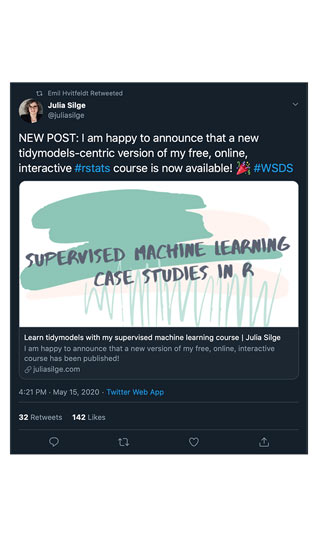 Emil Hvitfeldt Retweeted
Julia Silge
@juliasilge
NEW POST: I am happy to announce that a new
tidymodels-centric version of my free, online,
interactive #rstats course is now available! 🎉 #WSDS
SUPERVISED MACHINE LEARNING
CASE STUDIES IN R
Learn tidymodels with my supervised machine learning course | Julia Silge
I am happy to announce that a new version of my free, online, interactive
course has been published!
juliasilge.com
4:21 PM · May 15, 2020 · Twitter Web App
32 Retweets 142 Likes